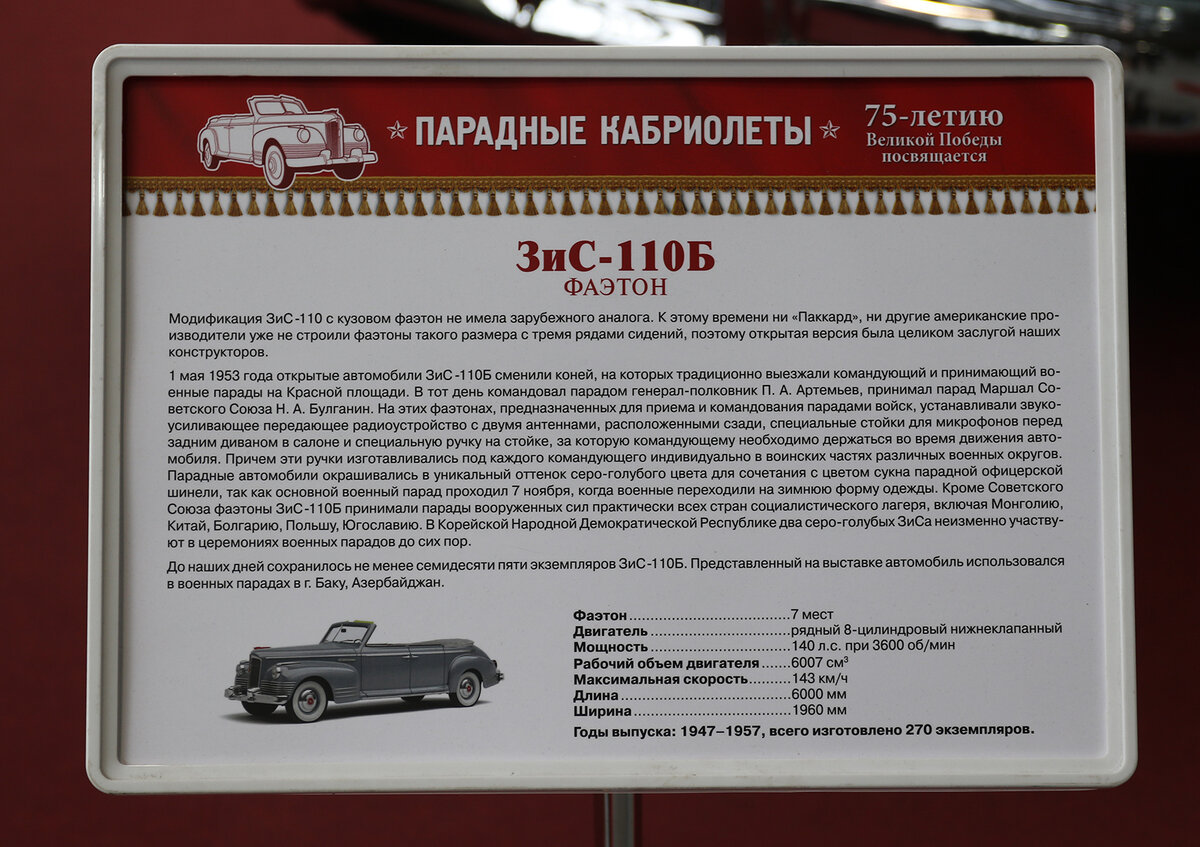 ПАРАДНЫЕ КАБРИОЛЕТЫ
75-летию
Великой Победы
посвящается
ЗиС-110Б
ФАЭТОН
Модификация ЗиС-110 с кузовом фаэтон не имела зарубежного аналога. К этому времени ни «Паккард», ни другие американские про-
изводители уже не строили фаэтоны такого размера с тремя рядами сидений, поэтому открытая версия была целиком заслугой наших
конструкторов.
1 мая 1953 года открытые автомобили ЗиС-110Б сменили коней, на которых традиционно выезжали командующий и принимающий во-
енные парады на Красной площади. В тот день командовал парадом генерал-полковник П. А. Артемьев, принимал парад Маршал Со-
ветского Союза Н. А. Булганин. На этих фаэтонах, предназначенных для приема и командования парадами войск, устанавливали звуко-
усиливающее передающее радиоустройство с двумя антеннами, расположенными сзади, специальные стойки для микрофонов перед
задним диваном в салоне и специальную ручку на стойке, за которую командующему необходимо держаться во время движения авто-
мобиля. Причем эти ручки изготавливались под каждого командующего индивидуально в воинских частях различных военных округов.
Парадные автомобили окрашивались в уникальный оттенок серо-голубого цвета для сочетания с цветом сукна парадной офицерской
шинели, так как основной военный парад проходил 7 ноября, когда военные переходили на зимнюю форму одежды. Кроме Советского
Союза фаэтоны ЗиС-110Б принимали парады вооруженных сил практически всех стран социалистического лагеря, включая Монголию,
Китай, Болгарию, Польшу, Югославию. В Корейской Народной Демократической Республике два серо-голубых ЗиСа неизменно участву-
ют в церемониях военных парадов до сих пор.
До наших дней сохранилось не менее семидесяти пяти экземпляров ЗиС-110Б. Представленный на выставке автомобиль использовался
в военных парадах в г. Баку, Азербайджан.
Фаэтон..................................7 мест
Двигатель..............................рядный 8-цилиндровый нижнеклапанный
Мощность..............................140 л.с. при 3600 об/мин
Рабочий объем двигателя......6007 см³
Максимальная скорость.........143 км/ч
Длина....................................6000 мм
Ширина.................................1960 мм
Годы выпуска: 1947–1957, всего изготовлено 270 экземпляров.